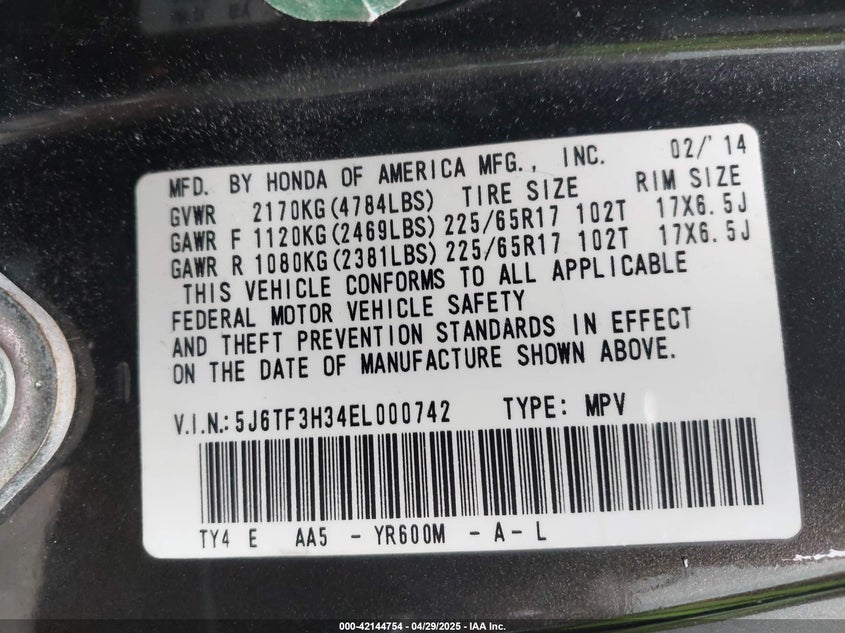 MFD. BY HONDA OF AMERICA MFG., INC. 02/'14
GVWR 2170KG(4784LBS) TIRE SIZE RIM SIZE
GAWR F 1120KG(2469LBS) 225/65R17 102T 17X6.5J
GAWR R 1080KG(2381LBS) 225/65R17 102T 17X6.5J
THIS VEHICLE CONFORMS TO ALL APPLICABLE
FEDERAL MOTOR VEHICLE SAFETY
AND THEFT PREVENTION STANDARDS IN EFFECT
ON THE DATE OF MANUFACTURE SHOWN ABOVE.
V.I.N.:5J6TF3H34EL000742 TYPE: MPV
TY4 E AA5 - YR600M - A- L
000-42144754 - 04/29/2025 - IAA Inc.